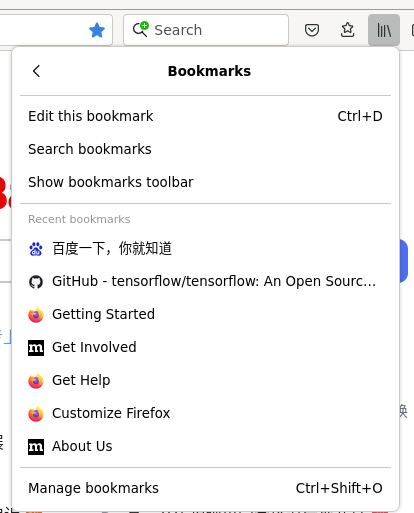 Search
Bookmarks
Edit this bookmark Ctrl+D
Search bookmarks
Show bookmarks toolbar
Recent bookmarks
百度一下，你就知道
GitHub - tensorflow/tensorflow: An Open Sourc...
Getting Started
m Get Involved
Get Help
Customize Firefox
m About Us
Manage bookmarks Ctrl+Shift+O
换